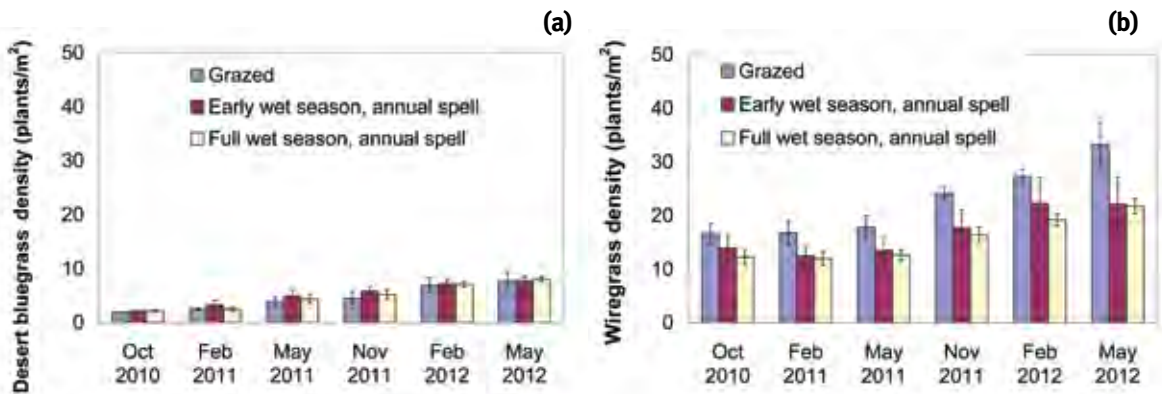 (a)
Desert bluegrass density (plants/m²)
50
40
30
20
10
0
Grazed
Early wet season, annual spell
Full wet season, annual spell
Oct Feb May Nov Feb May
2010 2011 2011 2011 2012 2012
(b)
Wiregrass density (plants/m²)
50
40
30
20
10
0
Grazed
Early wet season, annual spell
Full wet season, annual spell
Oct Feb May Nov Feb May
2010 2011 2011 2011 2012 2012